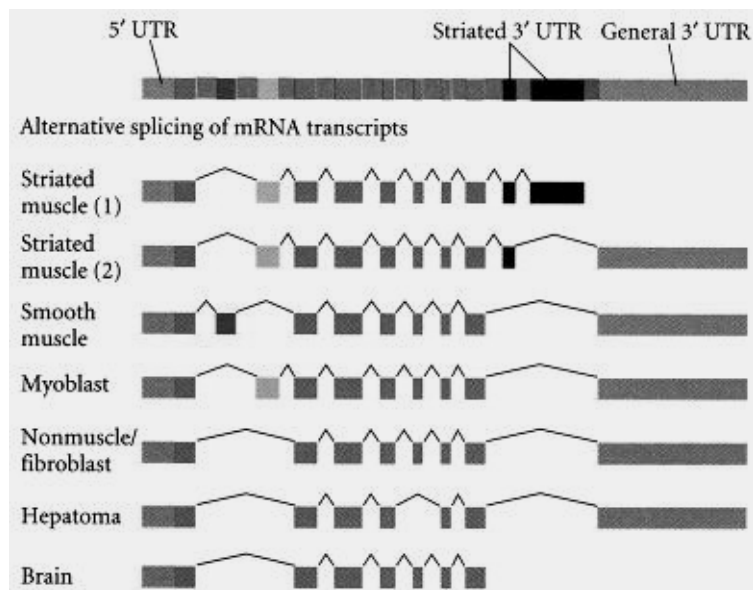 5′ UTR
Striated 3′ UTR
General 3′ UTR
Alternative splicing of mRNA transcripts
Striated
muscle (1)
Striated
muscle (2)
Smooth
muscle
Myoblast
Nonmuscle/
fibroblast
Hepatoma
Brain